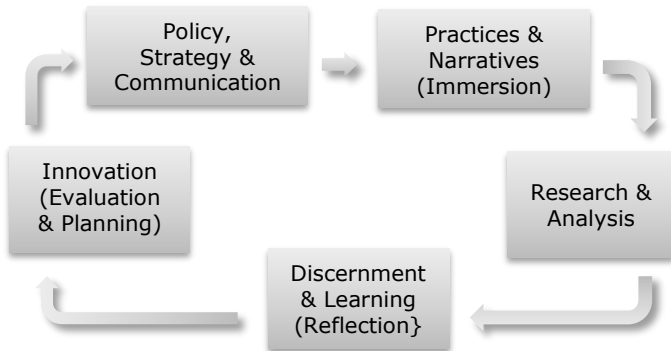 Policy,
Strategy &
Communication
Practices &
Narratives
(Immersion)
Research &
Analysis
Discernment
& Learning
(Reflection}
Innovation
(Evaluation
& Planning)